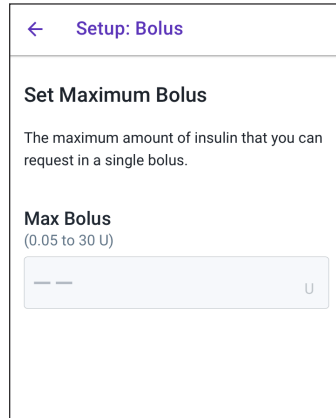 Setup: Bolus
Set Maximum Bolus
The maximum amount of insulin that you can
request in a single bolus.
Max Bolus
(0.05 to 30 U)
— —
U